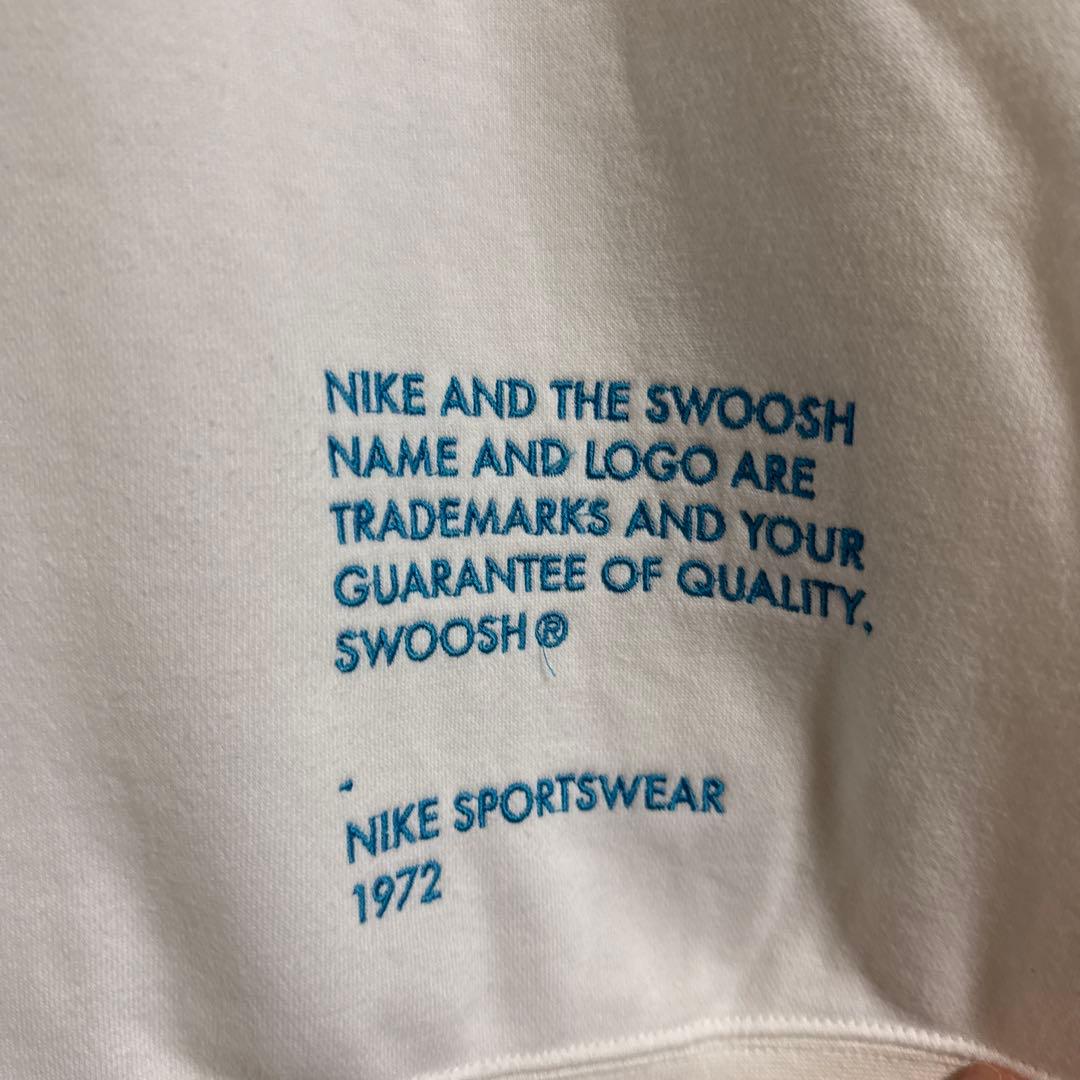 NIKE AND THE SWOOSH
NAME AND LOGO ARE
TRADEMARKS AND YOUR
GUARANTEE OF QUALITY.
SWOOSH®
-
NIKE SPORTSWEAR
1972